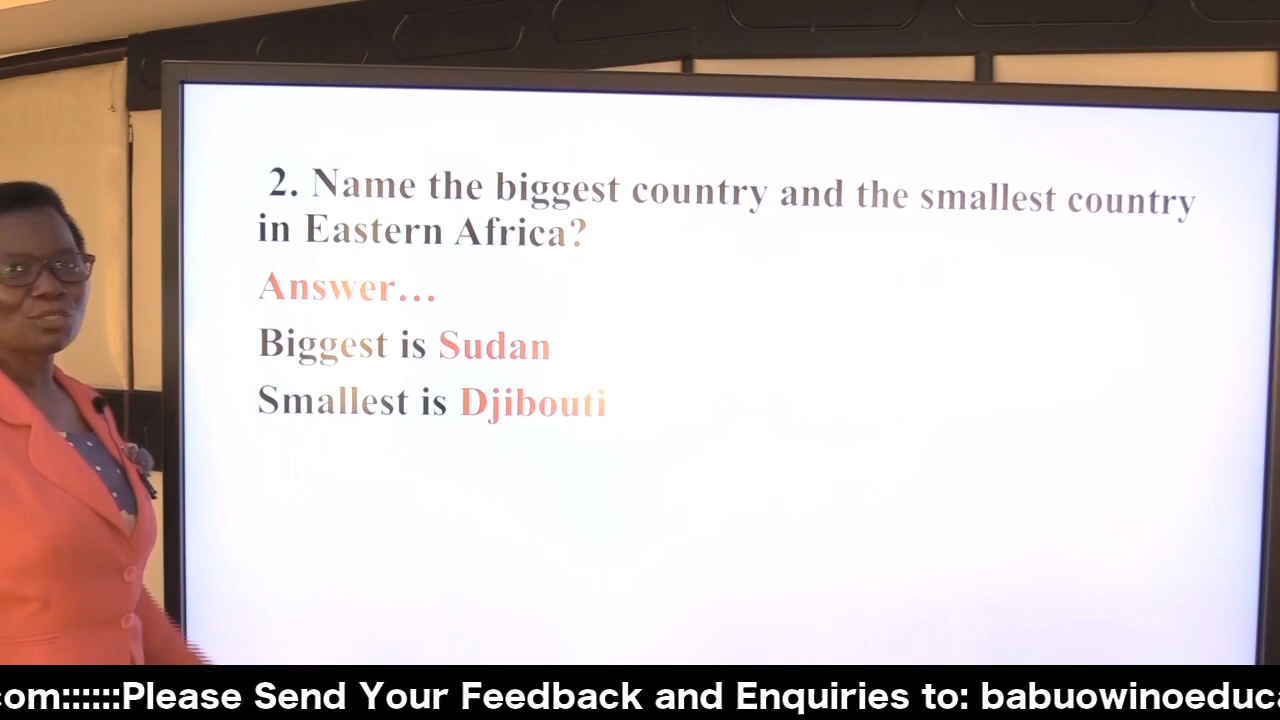 2. Name the biggest country and the smallest country
in Eastern Africa?
Answer...
Biggest is Sudan
Smallest is Djibouti
com::::::Please Send Your Feedback and Enquiries to: babuowinoeduca